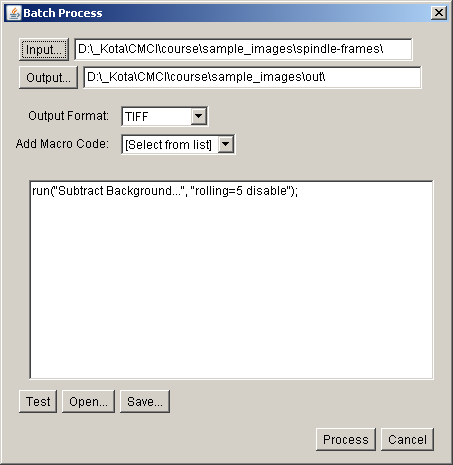 Batch Process
Input... D:\_Kota\CMCI\course\sample_images\spindle-frames\
Output... D:\_Kota\CMCI\course\sample_images\out\
Output Format: TIFF
Add Macro Code: [Select from list]
run("Subtract Background...", "rolling=5 disable");
Test Open... Save...
Process Cancel